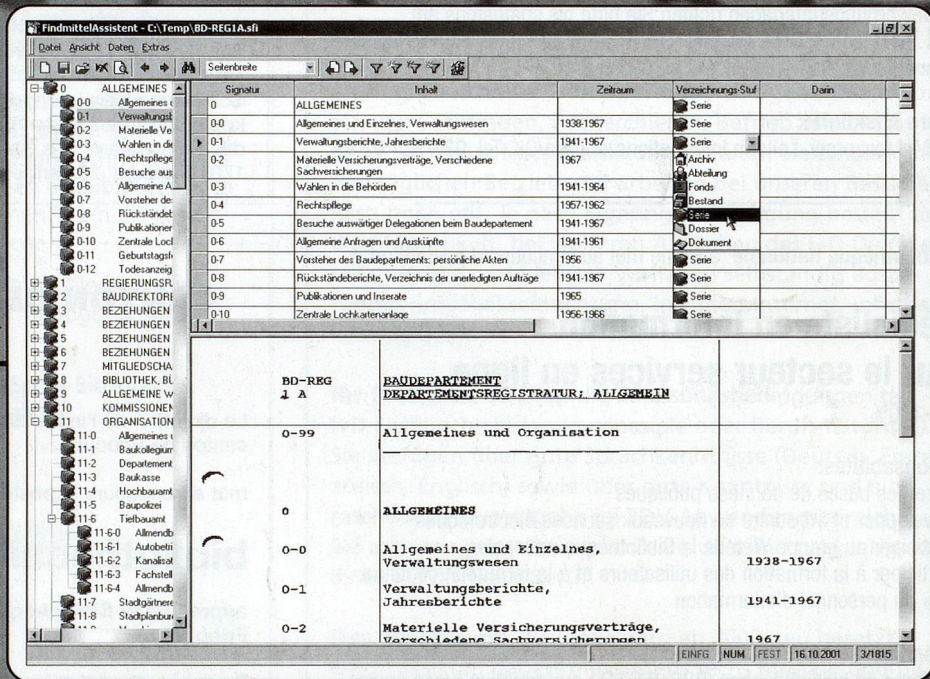 FindmittelAssistent - C:\Temp\BD-REG1A.sfi
Datei Ansicht Daten Extras
Seitenbreite
0 ALLGEMEINES
0-0 Allgemeines
0-1 Verwaltungsb
0-2 Materielle Ve
0-3 Wahlen in die
0-4 Rechtspflege
0-5 Besuche aus
0-6 Allgemeine A
0-7 Vorsteher des
0-8 Rückständeb
0-9 Publikationen
0-10 Zentrale Loch
0-11 Geburtstagsfe
0-12 Todesanzeig
1 REGIERUNGSR
2 BAUDIREKTORE
3 BEZIEHUNGEN
4 BEZIEHUNGEN
5 BEZIEHUNGEN
6 BEZIEHUNGEN
7 MITGLIEDSCHA
8 BIBLIOTHEK, BÜ
9 ALLGEMEINE W
10 KOMMISSIONEN
11 ORGANISATION
11-0 Allgemeines u
11-1 Baukollegium
11-2 Departement
11-3 Baukasse
11-4 Hochbauamt
11-5 Baupolizei
11-6 Tiefbauamt
11-6-0 Allmendb
11-6-1 Autobetri
11-6-2 Kanalisat
11-6-3 Fachstell
11-6-4 Allmendb
11-7 Stadtgärtnere
11-8 Stadtplanbur
Signatur Inhalt Zeitraum Verzeichnungs-Stuf Darin
0 ALLGEMEINES Serie
0-0 Allgemeines und Einzelnes, Verwaltungswesen 1938-1967 Serie
0-1 Verwaltungsberichte, Jahresberichte 1941-1967 Serie
0-2 Materielle Versicherungsverträge, Verschiedene 1967 Archiv
Sachversicherungen Abteilung
0-3 Wahlen in die Behörden 1941-1964 Fonds
0-4 Rechtspflege 1957-1962 Bestand
Serie
0-5 Besuche auswärtiger Delegationen beim Baudepartement 1941-1967 Dossier
0-6 Allgemeine Anfragen und Auskünfte 1941-1961 Dokument
0-7 Vorsteher des Baudepartements: persönliche Akten 1956 Serie
0-8 Rückständeberichte, Verzeichnis der unerledigten Aufträge 1941-1967 Serie
0-9 Publikationen und Inserate 1965 Serie
0-10 Zentrale Lochkartenanlage 1956-1966 Serie
BD-REG BAUDEPARTEMENT
1 A DEPARTEMENTSREGISTRATUR: ALLGEMEIN
0-99 Allgemeines und Organisation
0 ALLGEMEINES
0-0 Allgemeines und Einzelnes,
Verwaltungswesen 1938-1967
0-1 Verwaltungsberichte,
Jahresberichte 1941-1967
0-2 Materielle Versicherungsverträge,
Verschiedene Sachversicherungen 1967
EINFG NUM FEST 16.10.2001 3/1815